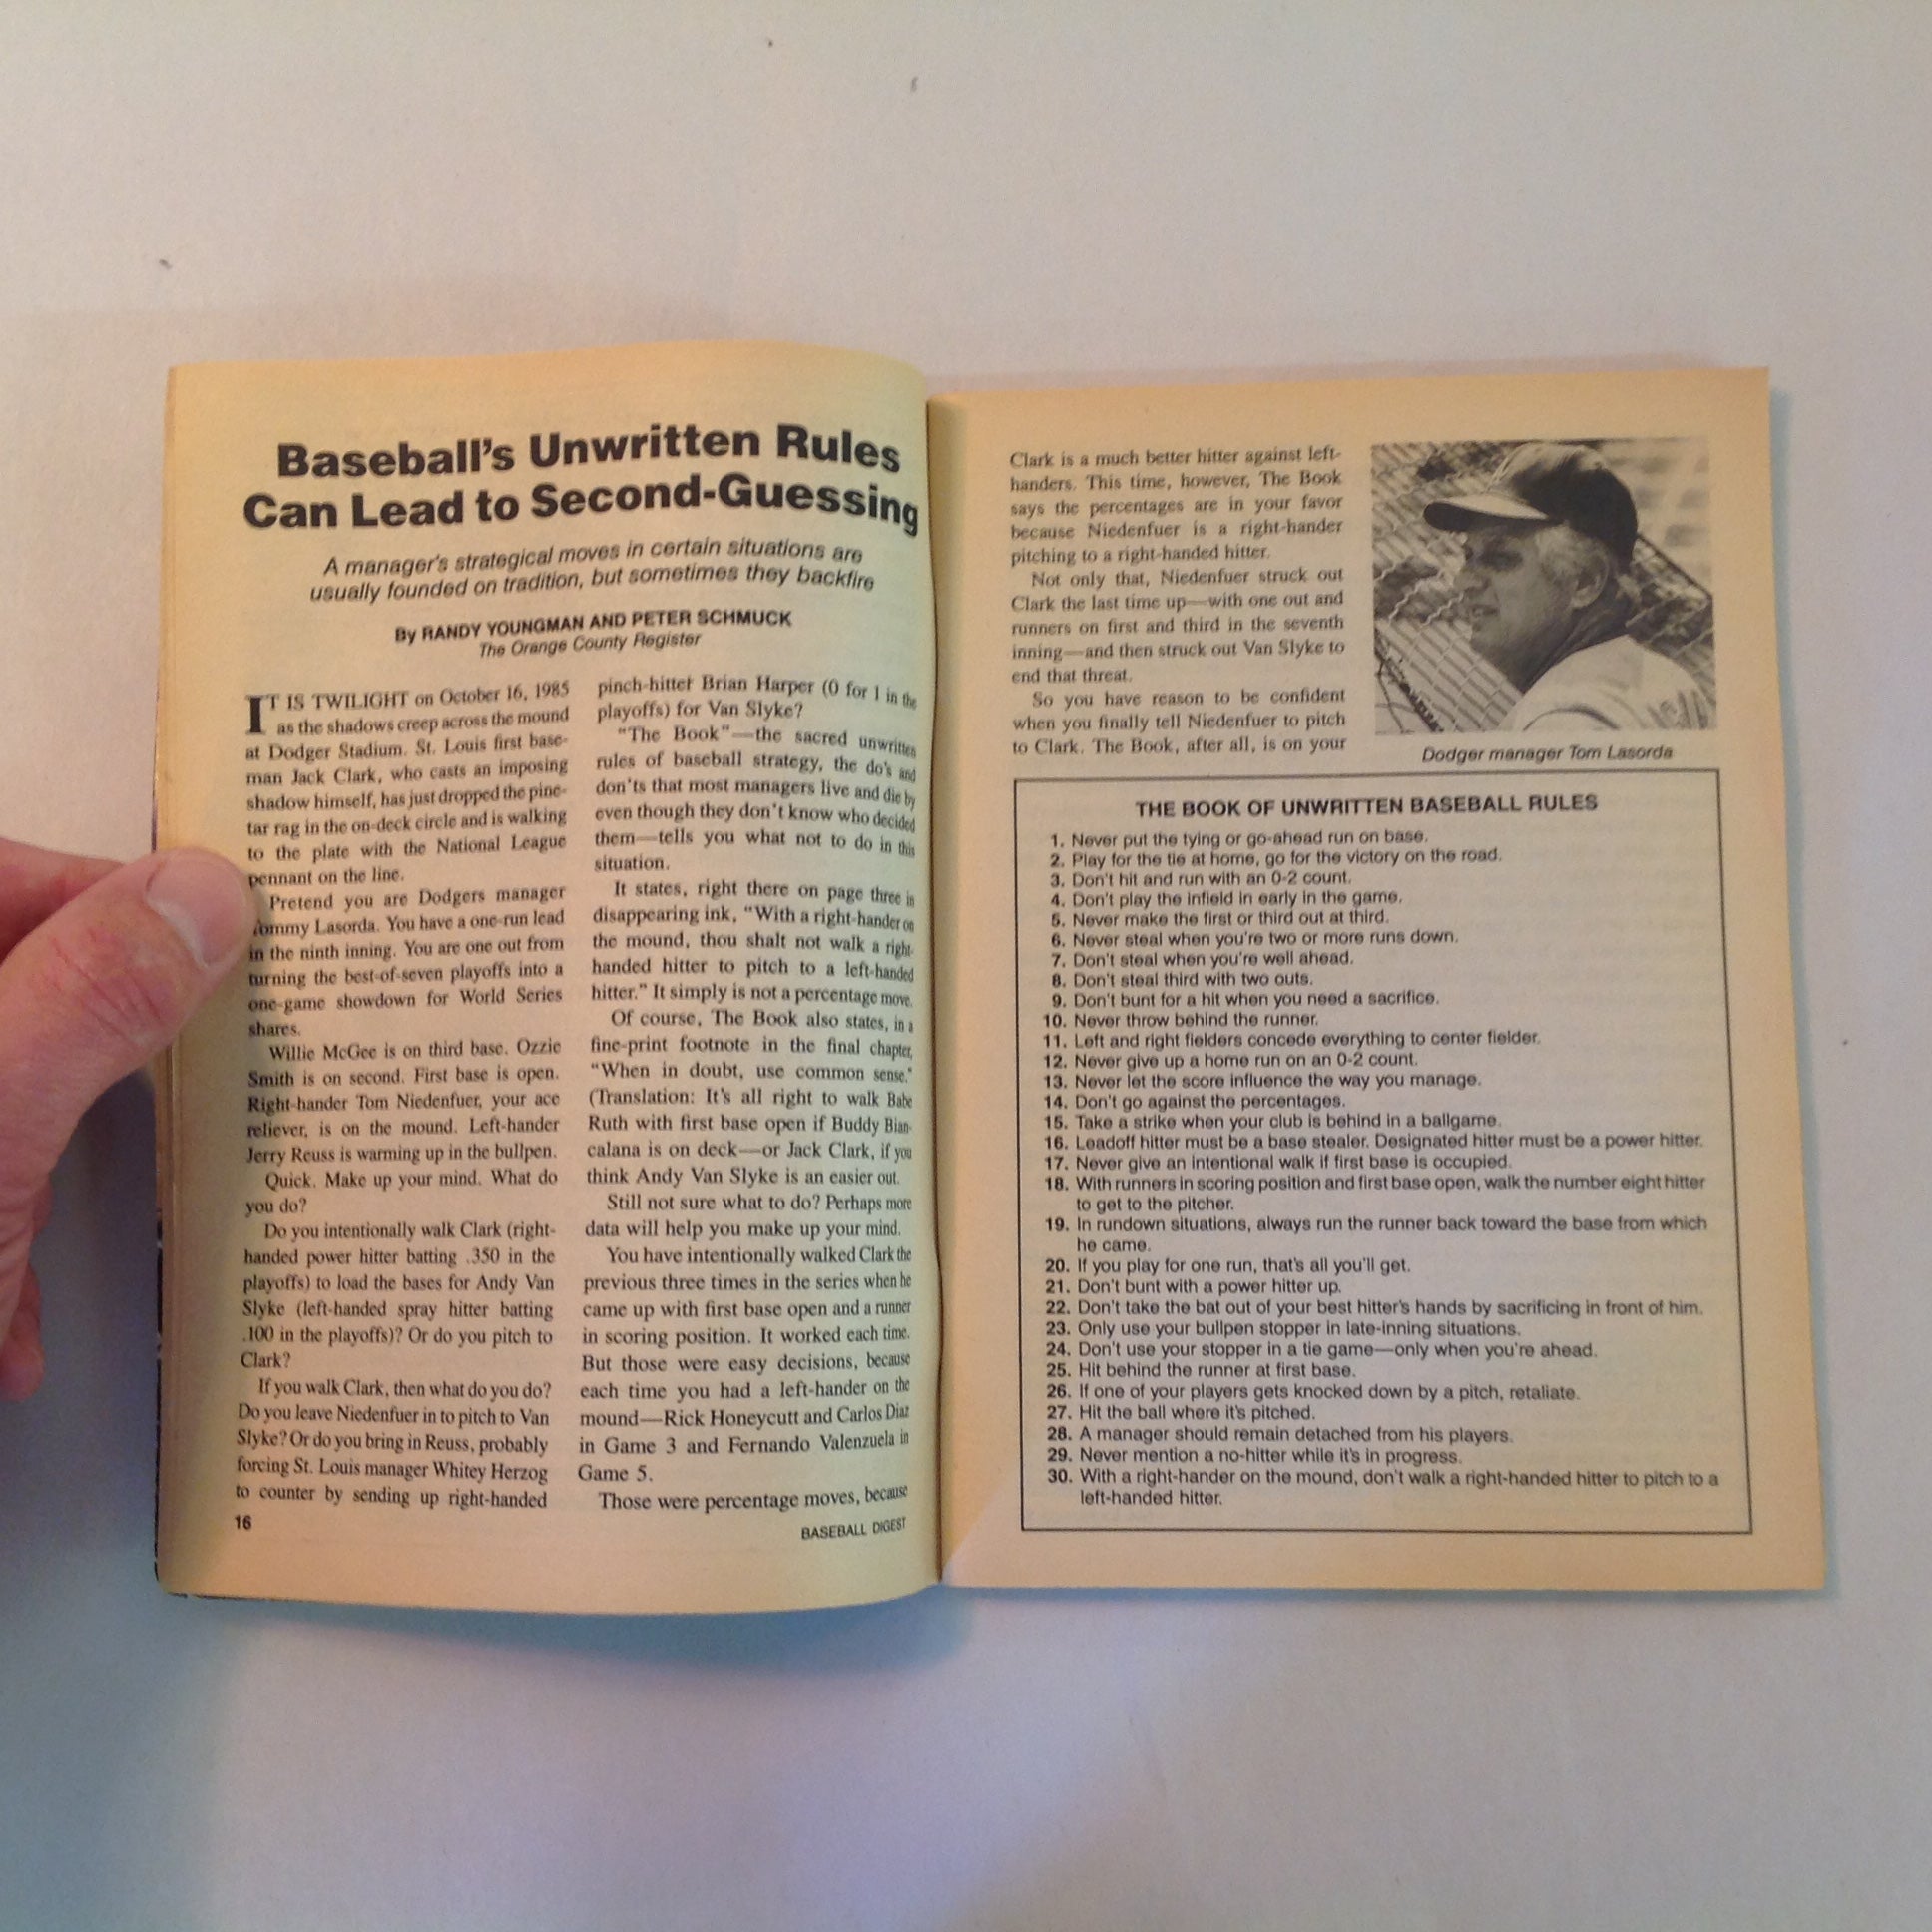 Baseball's Unwritten Rules
Can Lead to Second-Guessing
A manager's strategical moves in certain situations are
usually founded on tradition, but sometimes they backfire
By RANDY YOUNGMAN AND PETER SCHMUCK
The Orange County Register
IT IS TWILIGHT on October 16, 1985
as the shadows creep across the mound
at Dodger Stadium. St. Louis first base-
man Jack Clark, who casts an imposing
shadow himself, has just dropped the pine-
tar rag in the on-deck circle and is walking
to the plate with the National League
pennant on the line.
Pretend you are Dodgers manager
Tommy Lasorda. You have a one-run lead
in the ninth inning. You are one out from
turning the best-of-seven playoffs into a
one-game showdown for World Series
shares.
Willie McGee is on third base. Ozzie
Smith is on second. First base is open.
Right-hander Tom Niedenfuer, your ace
reliever, is on the mound. Left-hander
Jerry Reuss is warming up in the bullpen.
Quick. Make up your mind. What do
you do?
Do you intentionally walk Clark (right-
handed power hitter batting .350 in the
playoffs) to load the bases for Andy Van
Slyke (left-handed spray hitter batting
.100 in the playoffs)? Or do you pitch to
Clark?
If you walk Clark, then what do you do?
Do you leave Niedenfuer in to pitch to Van
Slyke? Or do you bring in Reuss, probably
forcing St. Louis manager Whitey Herzog
to counter by sending up right-handed
pinch-hitter Brian Harper (0 for 1 in the
playoffs) for Van Slyke?
"The Book"—the sacred unwritten
rules of baseball strategy, the do's and
don'ts that most managers live and die by
even though they don't know who decided
them—tells you what not to do in this
situation.
It states, right there on page three in
disappearing ink, "With a right-hander on
the mound, thou shalt not walk a right-
handed hitter to pitch to a left-handed
hitter." It simply is not a percentage move.
Of course, The Book also states, in a
fine-print footnote in the final chapter,
"When in doubt, use common sense."
(Translation: It's all right to walk Babe
Ruth with first base open if Buddy Bian-
calana is on deck—or Jack Clark, if you
think Andy Van Slyke is an easier out.
Still not sure what to do? Perhaps more
data will help you make up your mind.
You have intentionally walked Clark the
previous three times in the series when he
came up with first base open and a runner
in scoring position. It worked each time.
But those were easy decisions, because
each time you had a left-hander on the
mound—Rick Honeycutt and Carlos Diaz
in Game 3 and Fernando Valenzuela in
Game 5.
Those were percentage moves, because
16
BASEBALL DIGEST
Clark is a much better hitter against left-
handers. This time, however, The Book
says the percentages are in your favor
because Niedenfuer is a right-hander
pitching to a right-handed hitter.
Not only that, Niedenfuer struck out
Clark the last time up—with one out and
runners on first and third in the seventh
inning—and then struck out Van Slyke to
end that threat.
So you have reason to be confident
when you finally tell Niedenfuer to pitch
to Clark. The Book, after all, is on your
Dodger manager Tom Lasorda
THE BOOK OF UNWRITTEN BASEBALL RULES
1. Never put the tying or go-ahead run on base.
2. Play for the tie at home, go for the victory on the road.
3. Don't hit and run with an 0-2 count.
4. Don't play the infield in early in the game.
5. Never make the first or third out at third.
6. Never steal when you're two or more runs down.
7. Don't steal when you're well ahead.
8. Don't steal third with two outs.
9. Don't bunt for a hit when you need a sacrifice.
10. Never throw behind the runner.
11. Left and right fielders concede everything to center fielder.
12. Never give up a home run on an 0-2 count.
13. Never let the score influence the way you manage.
14. Don't go against the percentages.
15. Take a strike when your club is behind in a ballgame.
16. Leadoff hitter must be a base stealer. Designated hitter must be a power hitter.
17. Never give an intentional walk if first base is occupied.
18. With runners in scoring position and first base open, walk the number eight hitter
to get to the pitcher.
19. In rundown situations, always run the runner back toward the base from which
he came.
20. If you play for one run, that's all you'll get.
21. Don't bunt with a power hitter up.
22. Don't take the bat out of your best hitter's hands by sacrificing in front of him.
23. Only use your bullpen stopper in late-inning situations.
24. Don't use your stopper in a tie game—only when you're ahead.
25. Hit behind the runner at first base.
26. If one of your players gets knocked down by a pitch, retaliate.
27. Hit the ball where it's pitched.
28. A manager should remain detached from his players.
29. Never mention a no-hitter while it's in progress.
30. With a right-hander on the mound, don't walk a right-handed hitter to pitch to a
left-handed hitter.